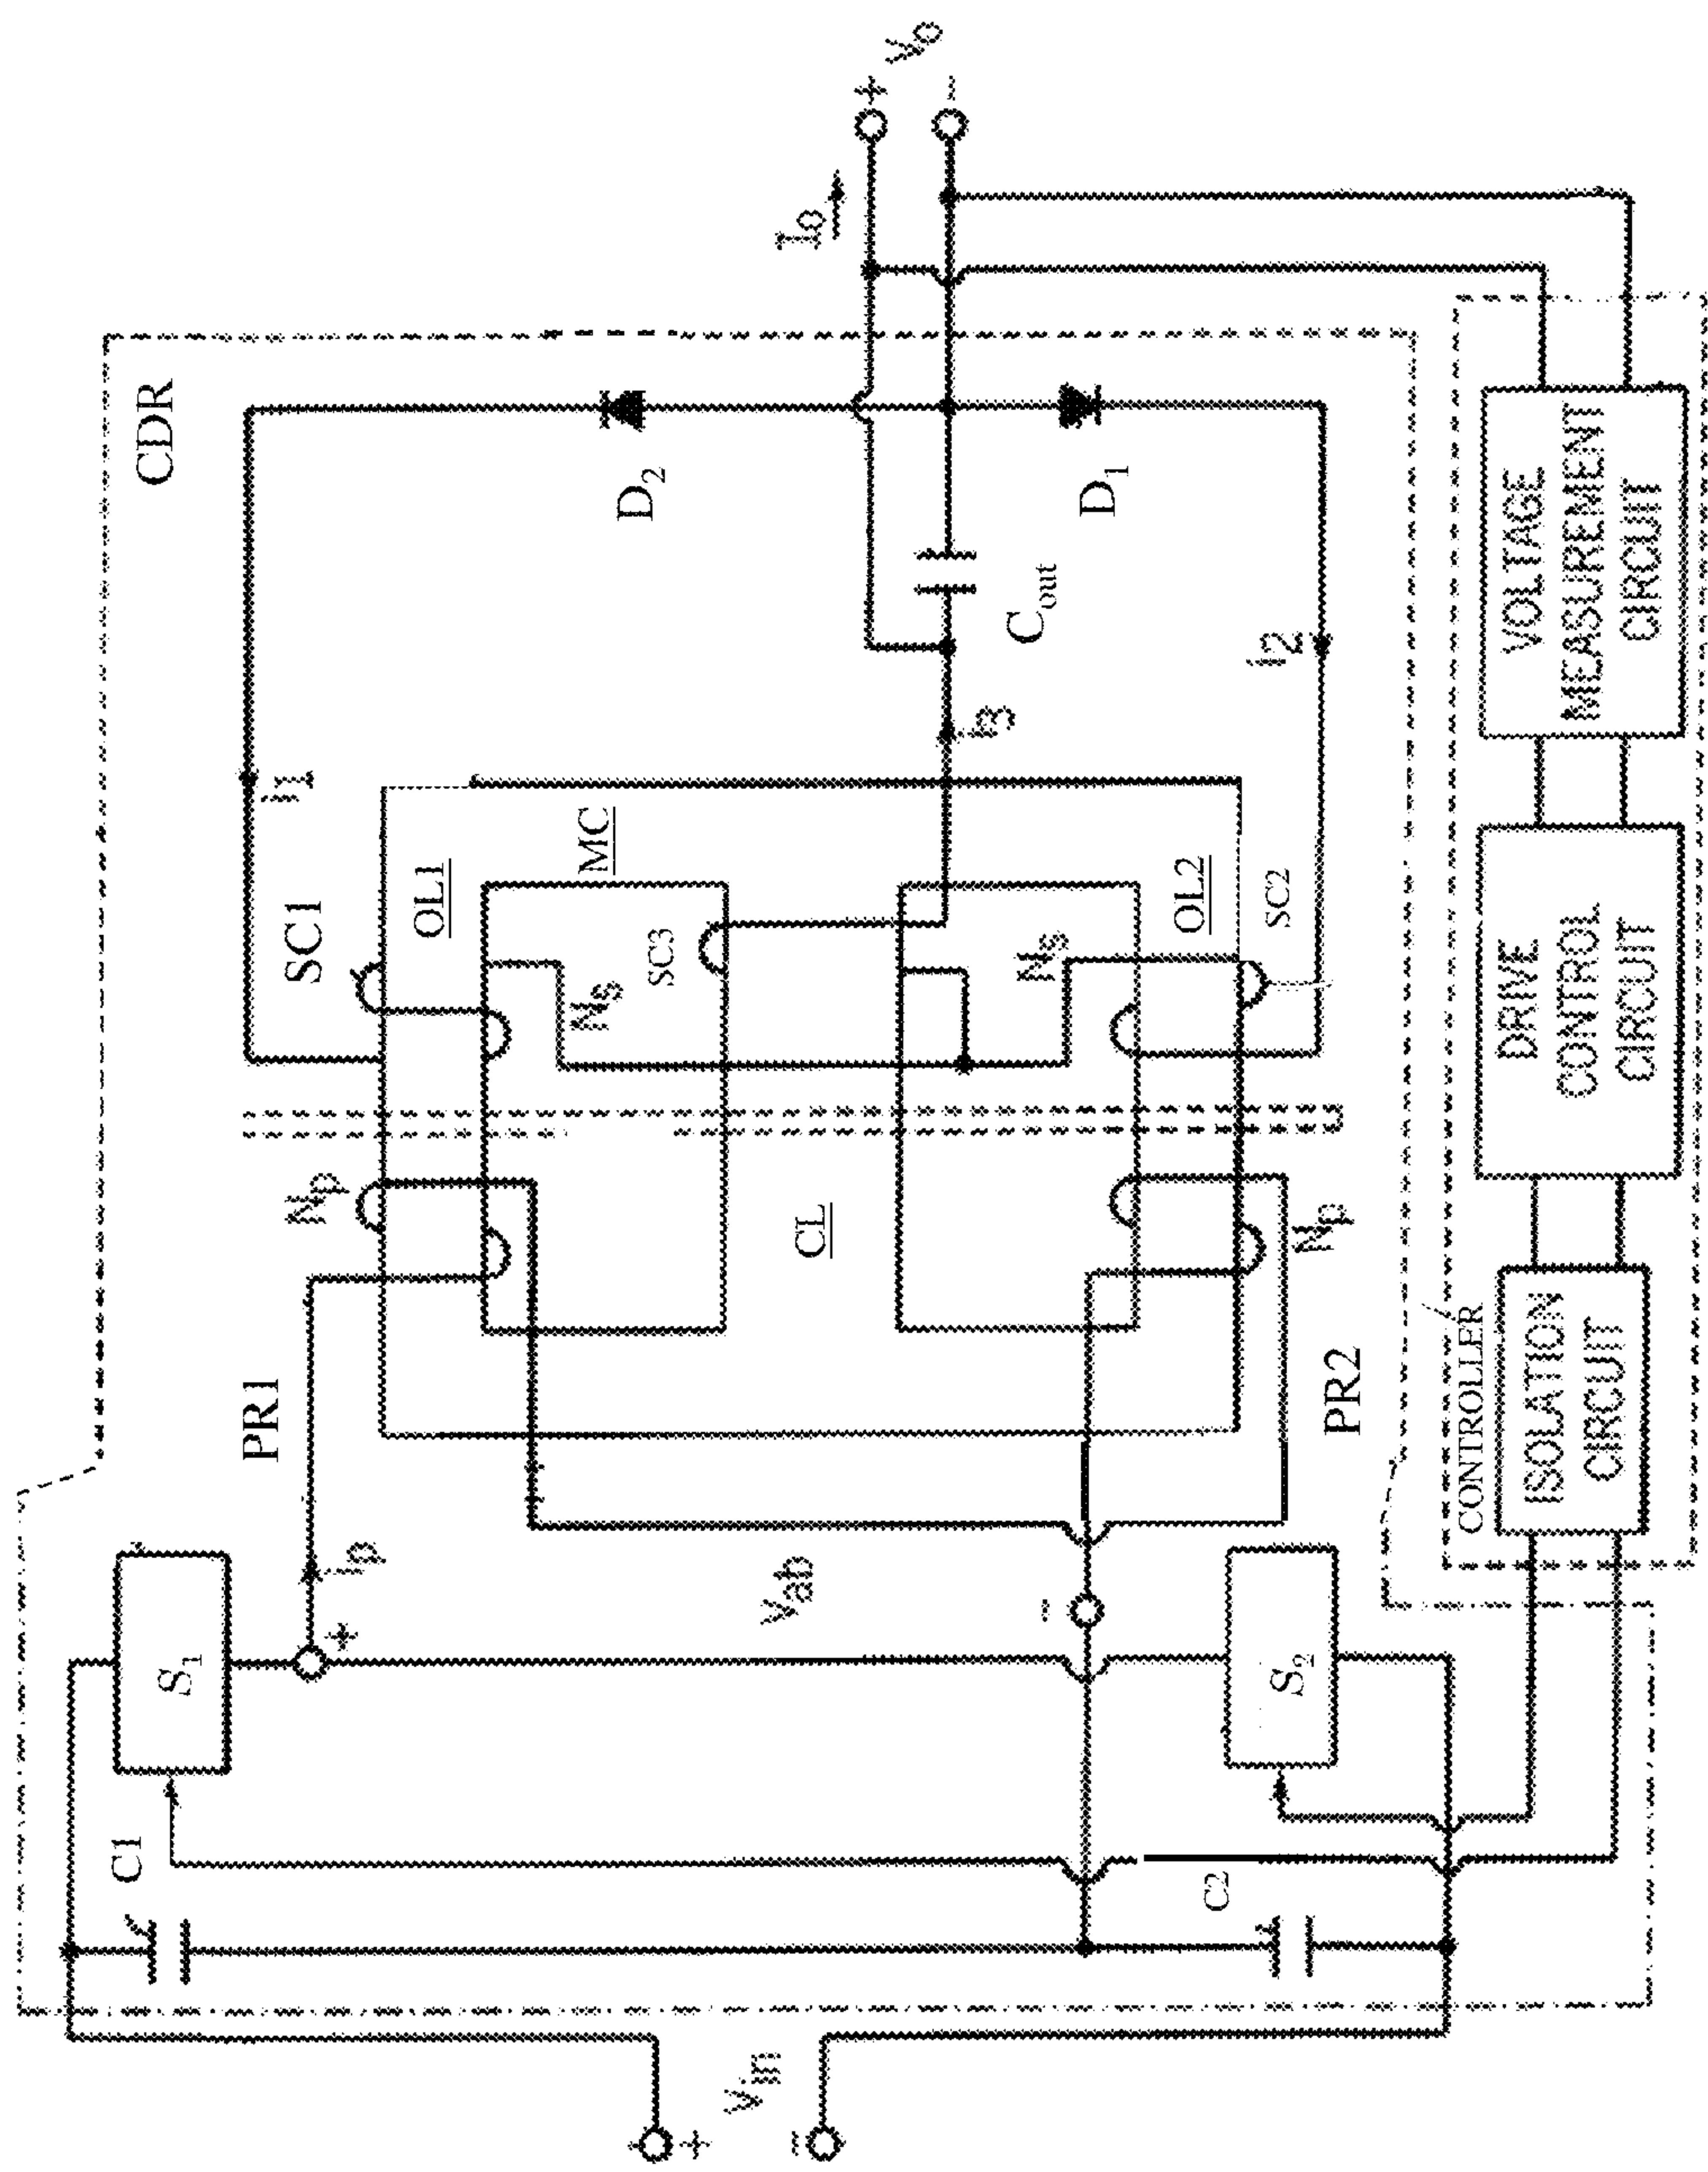 CDR
+
Vo
-
Io
D2
D1
Cout
i1
i2
i3
SC1
OL1
MC
SC3
Ns
Ns
OL2
SC2
Np
CL
Np
PR1
PR2
ip
+
Vab
-
S1
S2
C1
C2
+
Vin
-
CONTROLLER
VOLTAGE
MEASUREMENT
CIRCUIT
DRIVE
CONTROL
CIRCUIT
ISOLATION
CIRCUIT